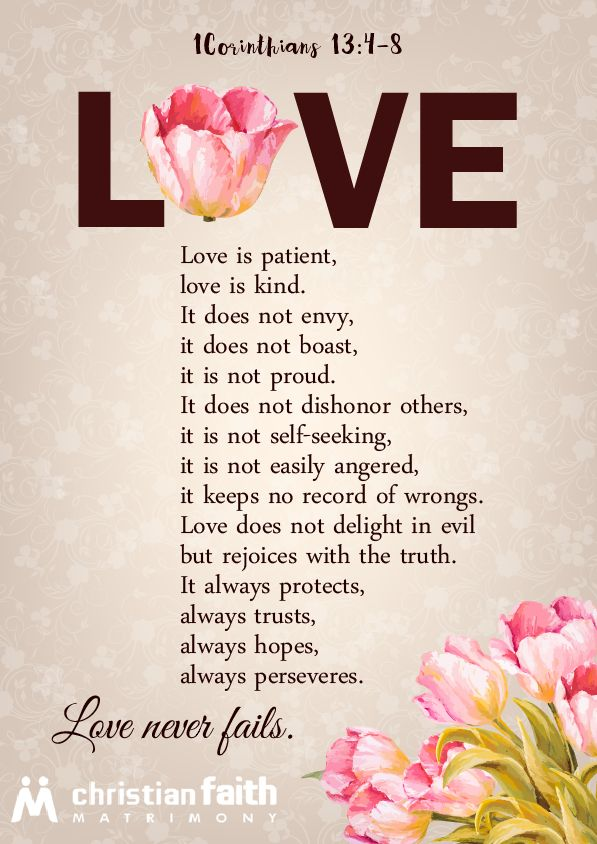 1Corinthians 13:4-8
LOVE
Love is patient,
love is kind.
It does not envy,
it does not boast,
it is not proud.
It does not dishonor others,
it is not self-seeking,
it is not easily angered,
it keeps no record of wrongs.
Love does not delight in evil
but rejoices with the truth.
It always protects,
always trusts,
always hopes,
always perseveres.
Love never fails.
christian faith
MATRIMONY